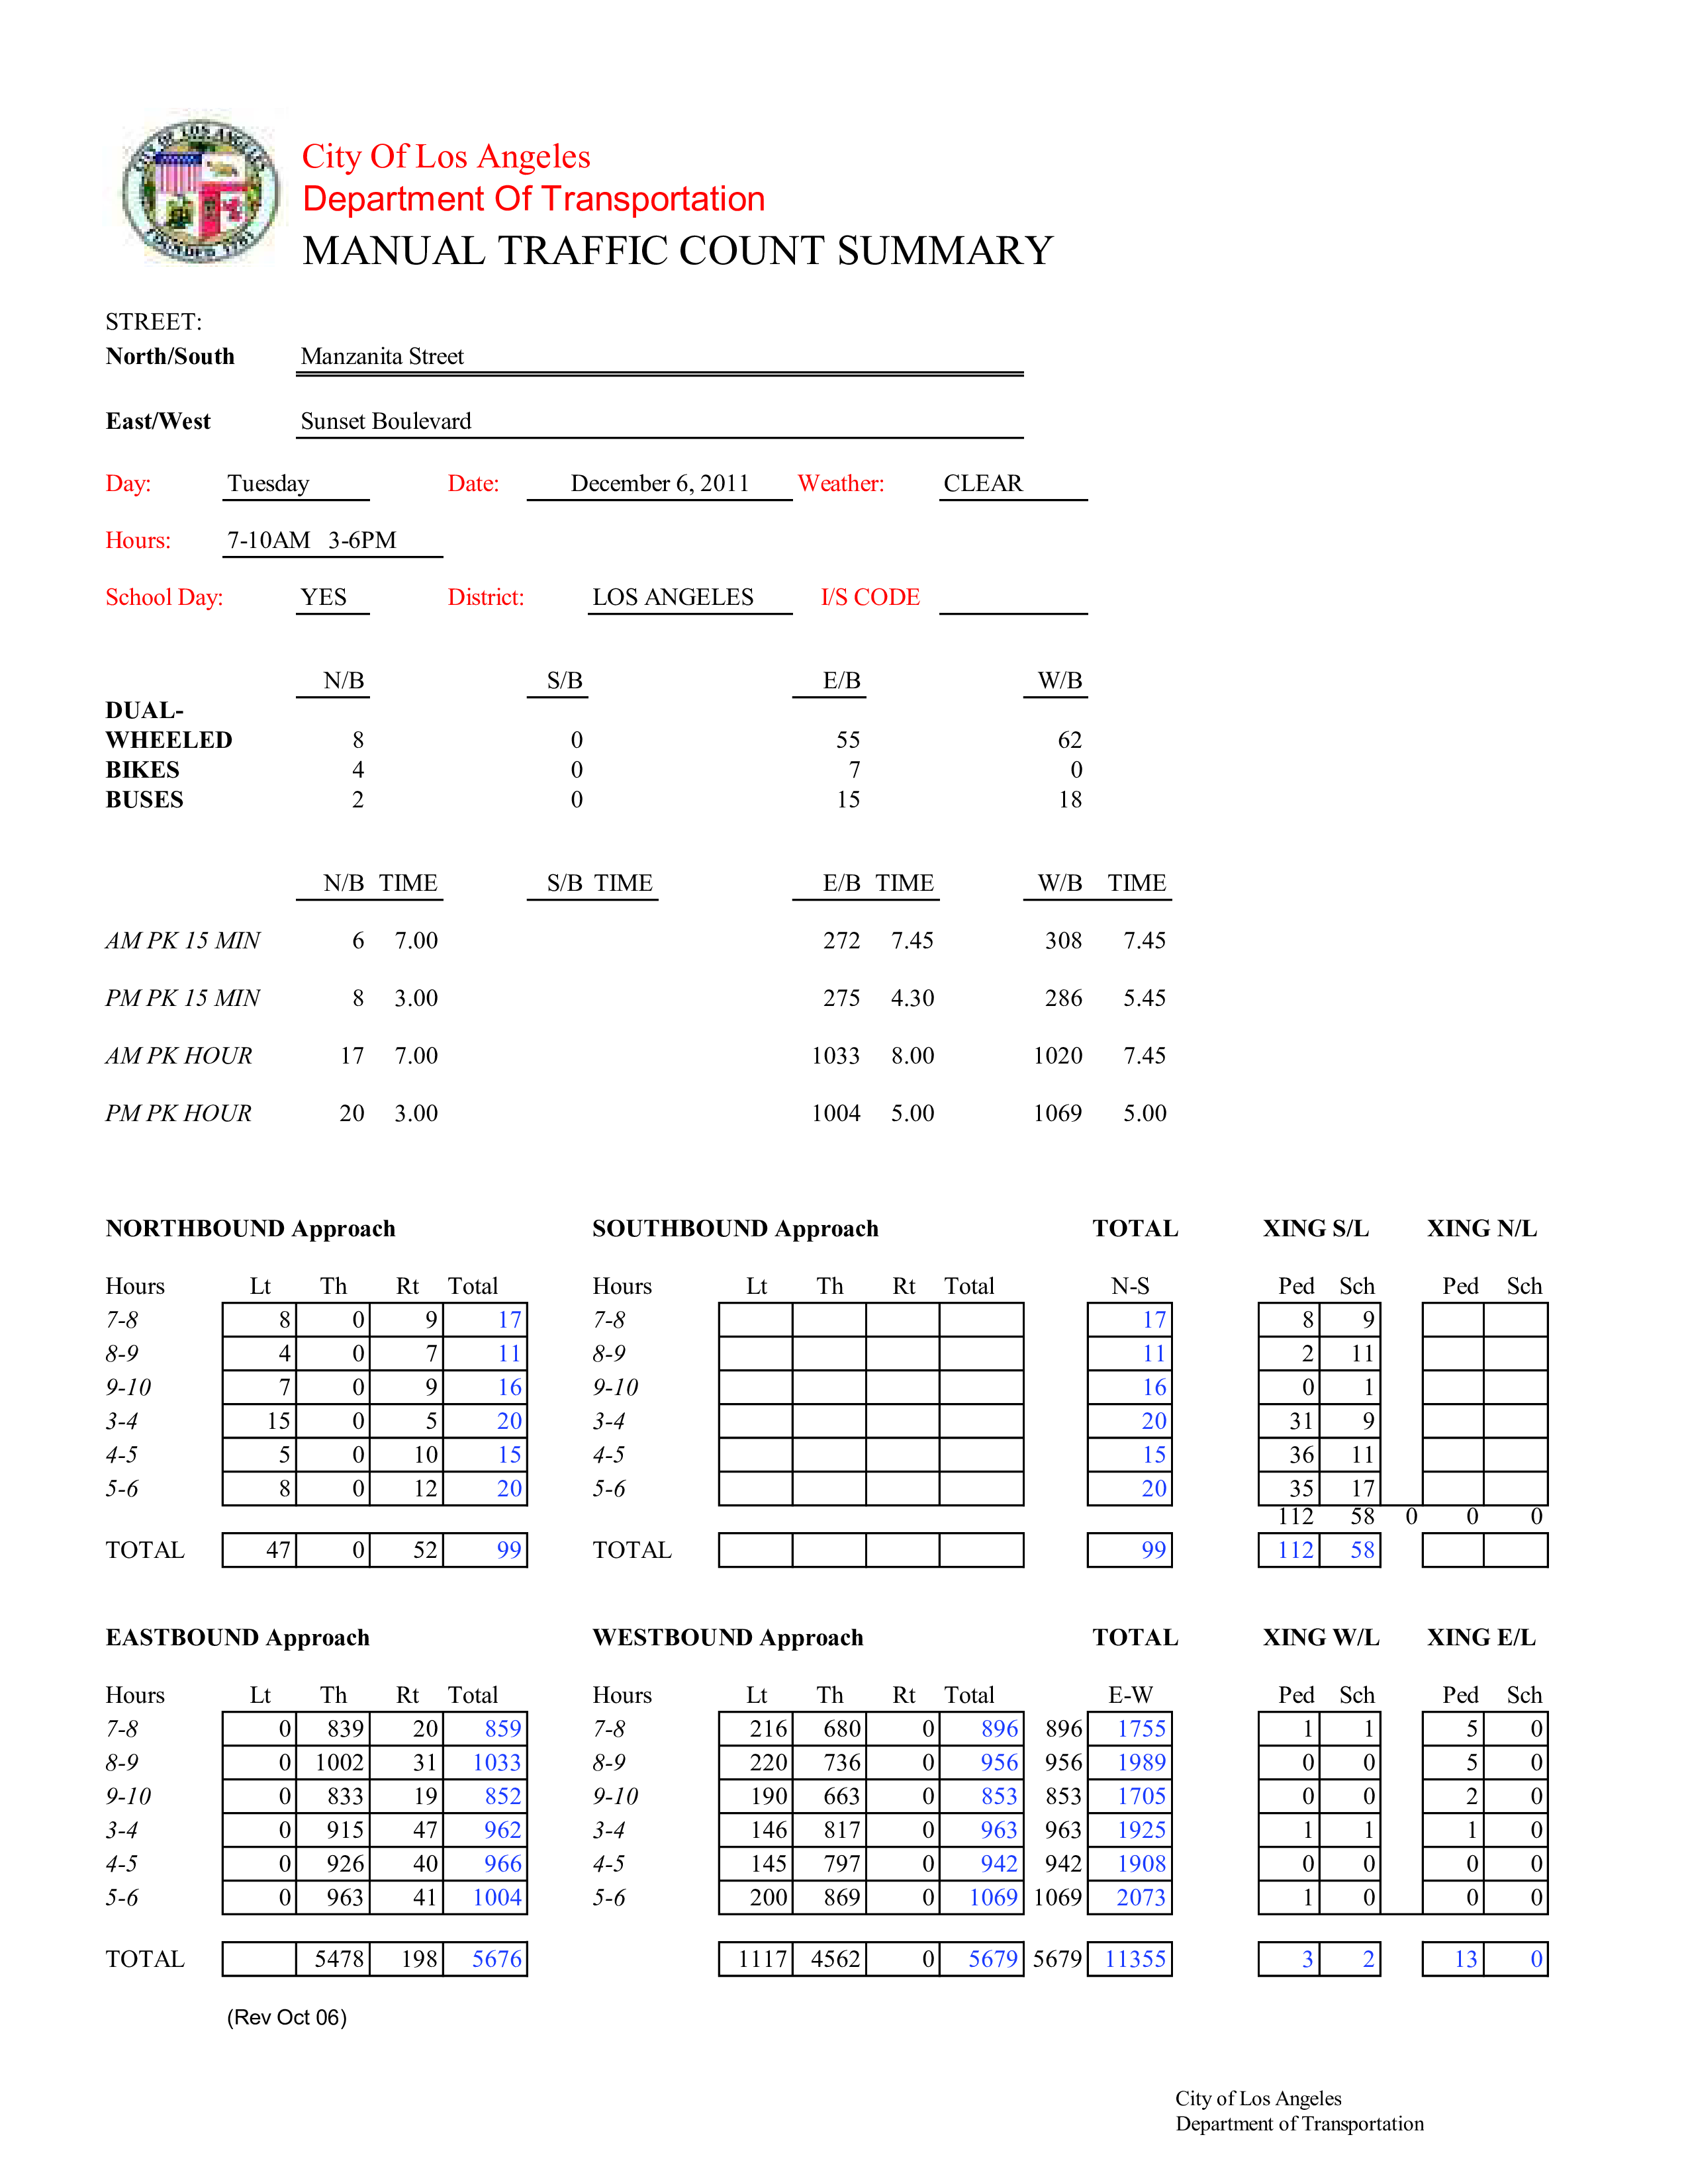 CITY OF LOS ANGELES
FOUNDED 1781
City Of Los Angeles
Department Of Transportation
MANUAL TRAFFIC COUNT SUMMARY
STREET:
North/South Manzanita Street
East/West Sunset Boulevard
Day: Tuesday Date: December 6, 2011 Weather: CLEAR
Hours: 7-10AM 3-6PM
School Day: YES District: LOS ANGELES I/S CODE
N/B S/B E/B W/B
DUAL-
WHEELED 8 0 55 62
BIKES 4 0 7 0
BUSES 2 0 15 18
N/B TIME S/B TIME E/B TIME W/B TIME
AM PK 15 MIN 6 7.00 272 7.45 308 7.45
PM PK 15 MIN 8 3.00 275 4.30 286 5.45
AM PK HOUR 17 7.00 1033 8.00 1020 7.45
PM PK HOUR 20 3.00 1004 5.00 1069 5.00
NORTHBOUND Approach SOUTHBOUND Approach TOTAL XING S/L XING N/L
Hours Lt Th Rt Total Hours Lt Th Rt Total N-S Ped Sch Ped Sch
7-8 8 0 9 17 7-8 17 8 9
8-9 4 0 7 11 8-9 11 2 11
9-10 7 0 9 16 9-10 16 0 1
3-4 15 0 5 20 3-4 20 31 9
4-5 5 0 10 15 4-5 15 36 11
5-6 8 0 12 20 5-6 20 35 17
112 58 0 0 0
TOTAL 47 0 52 99 TOTAL 99 112 58
EASTBOUND Approach WESTBOUND Approach TOTAL XING W/L XING E/L
Hours Lt Th Rt Total Hours Lt Th Rt Total E-W Ped Sch Ped Sch
7-8 0 839 20 859 7-8 216 680 0 896 896 1755 1 1 5 0
8-9 0 1002 31 1033 8-9 220 736 0 956 956 1989 0 0 5 0
9-10 0 833 19 852 9-10 190 663 0 853 853 1705 0 0 2 0
3-4 0 915 47 962 3-4 146 817 0 963 963 1925 1 1 1 0
4-5 0 926 40 966 4-5 145 797 0 942 942 1908 0 0 0 0
5-6 0 963 41 1004 5-6 200 869 0 1069 1069 2073 1 0 0 0
TOTAL 5478 198 5676 1117 4562 0 5679 5679 11355 3 2 13 0
(Rev Oct 06)
City of Los Angeles
Department of Transportation